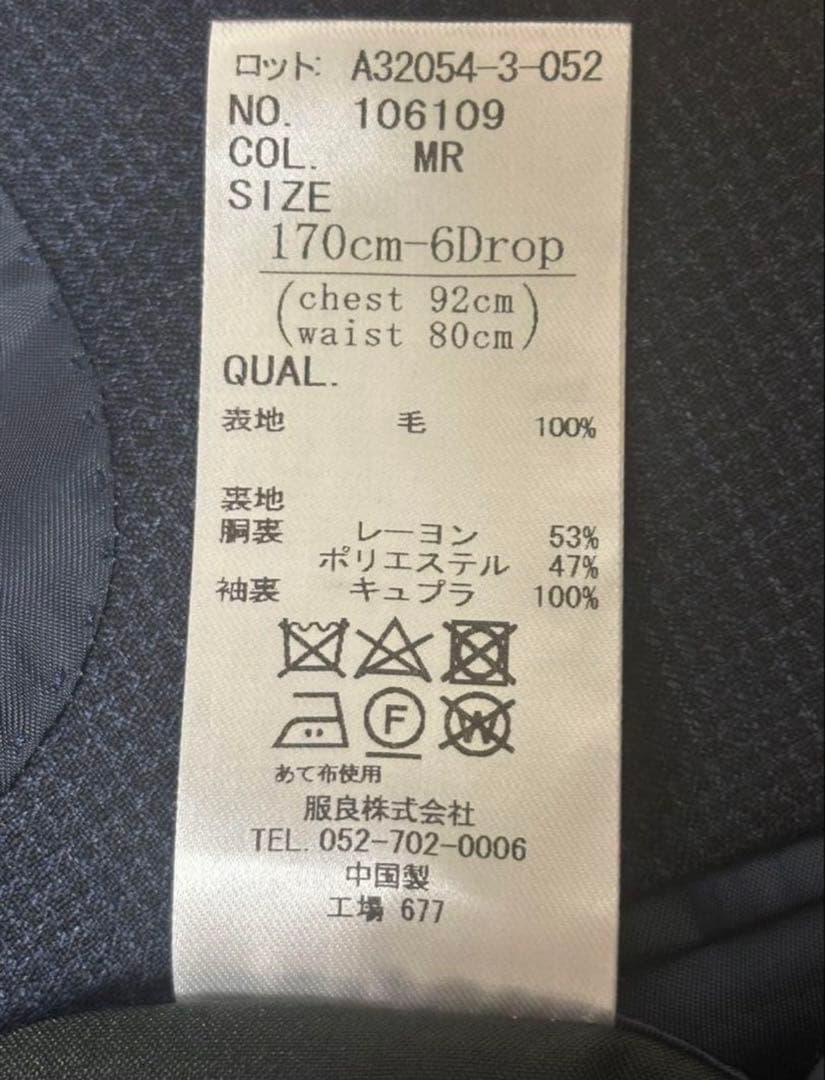 ロット: A32054-3-052
NO. 106109
COL. MR
SIZE
170cm-6Drop
(chest 92cm
waist 80cm)
QUAL.
表地 毛 100%
裏地
胴裏 レーヨン 53%
ポリエステル 47%
袖裏 キュプラ 100%
F W
あて布使用
服良株式会社
TEL. 052-702-0006
中国製
工場 677